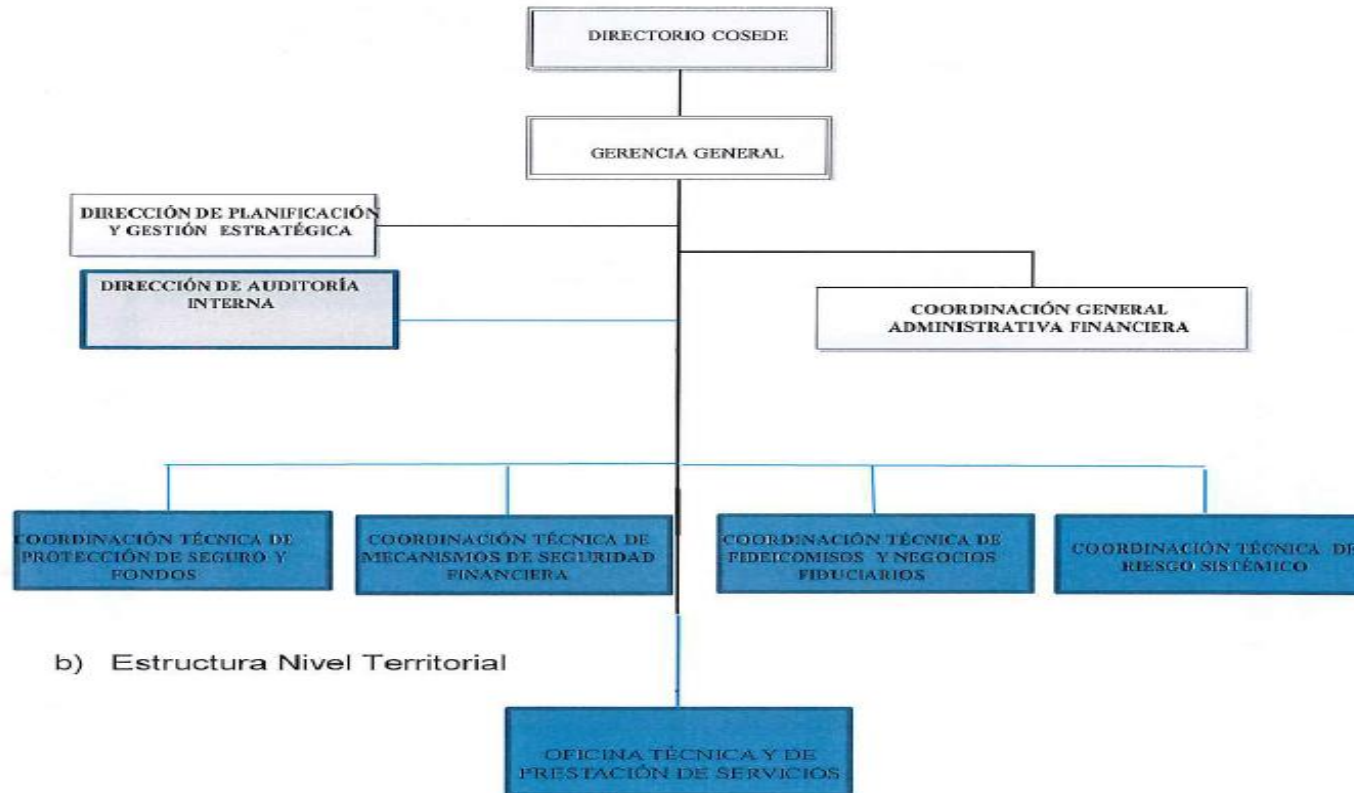 DIRECTORIO COSEDE
GERENCIA GENERAL
DIRECCIÓN DE PLANIFICACIÓN
Y GESTIÓN ESTRATÉGICA
DIRECCIÓN DE AUDITORÍA
INTERNA
COORDINACIÓN GENERAL
ADMINISTRATIVA FINANCIERA
COORDINACIÓN TÉCNICA DE
PROTECCIÓN DE SEGURO Y
FONDOS
COORDINACIÓN TÉCNICA DE
MECANISMOS DE SEGURIDAD
FINANCIERA
COORDINACIÓN TÉCNICA DE
FIDEICOMISOS Y NEGOCIOS
FIDUCIARIOS
COORDINACIÓN TÉCNICA DE
RIESGO SISTÉMICO
b) Estructura Nivel Territorial
OFICINA TÉCNICA Y DE
PRESTACIÓN DE SERVICIOS